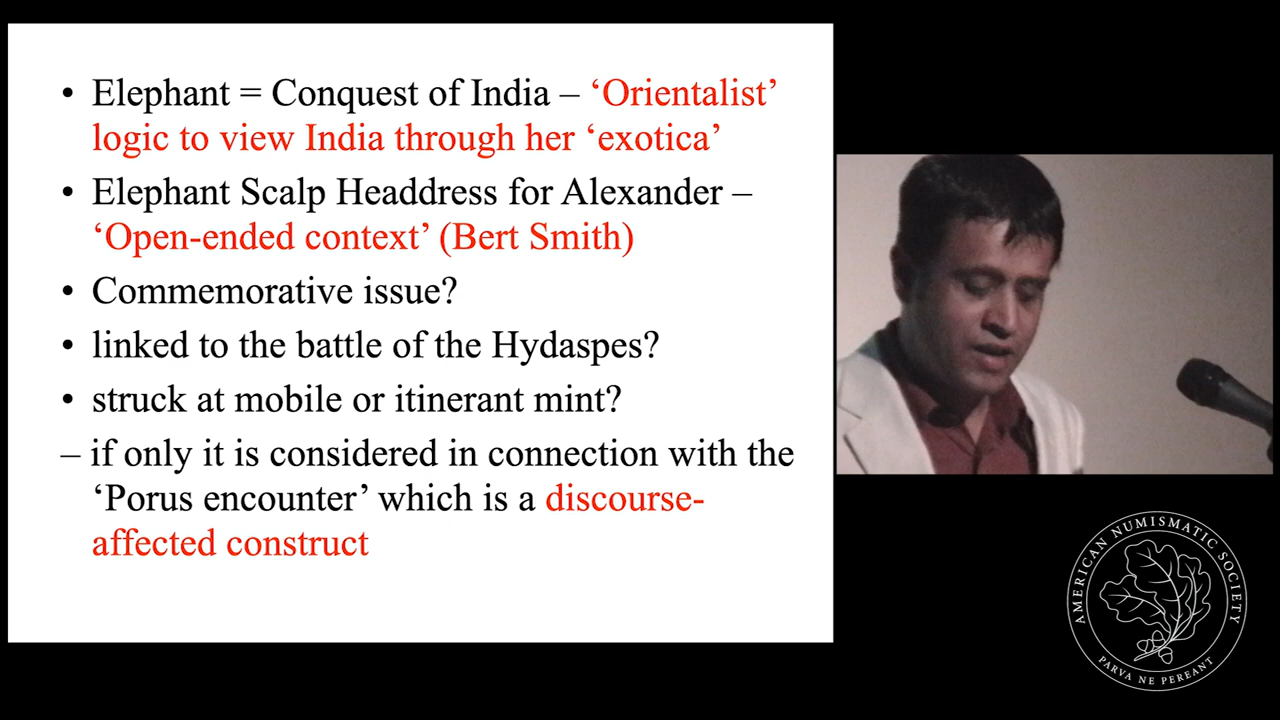 • Elephant = Conquest of India – ‘Orientalist’
logic to view India through her ‘exotica’
• Elephant Scalp Headdress for Alexander –
‘Open-ended context’ (Bert Smith)
• Commemorative issue?
• linked to the battle of the Hydaspes?
• struck at mobile or itinerant mint?
– if only it is considered in connection with the
‘Porus encounter’ which is a discourse-
affected construct
AMERICAN NUMISMATIC SOCIETY
PARVA NE PEREANT